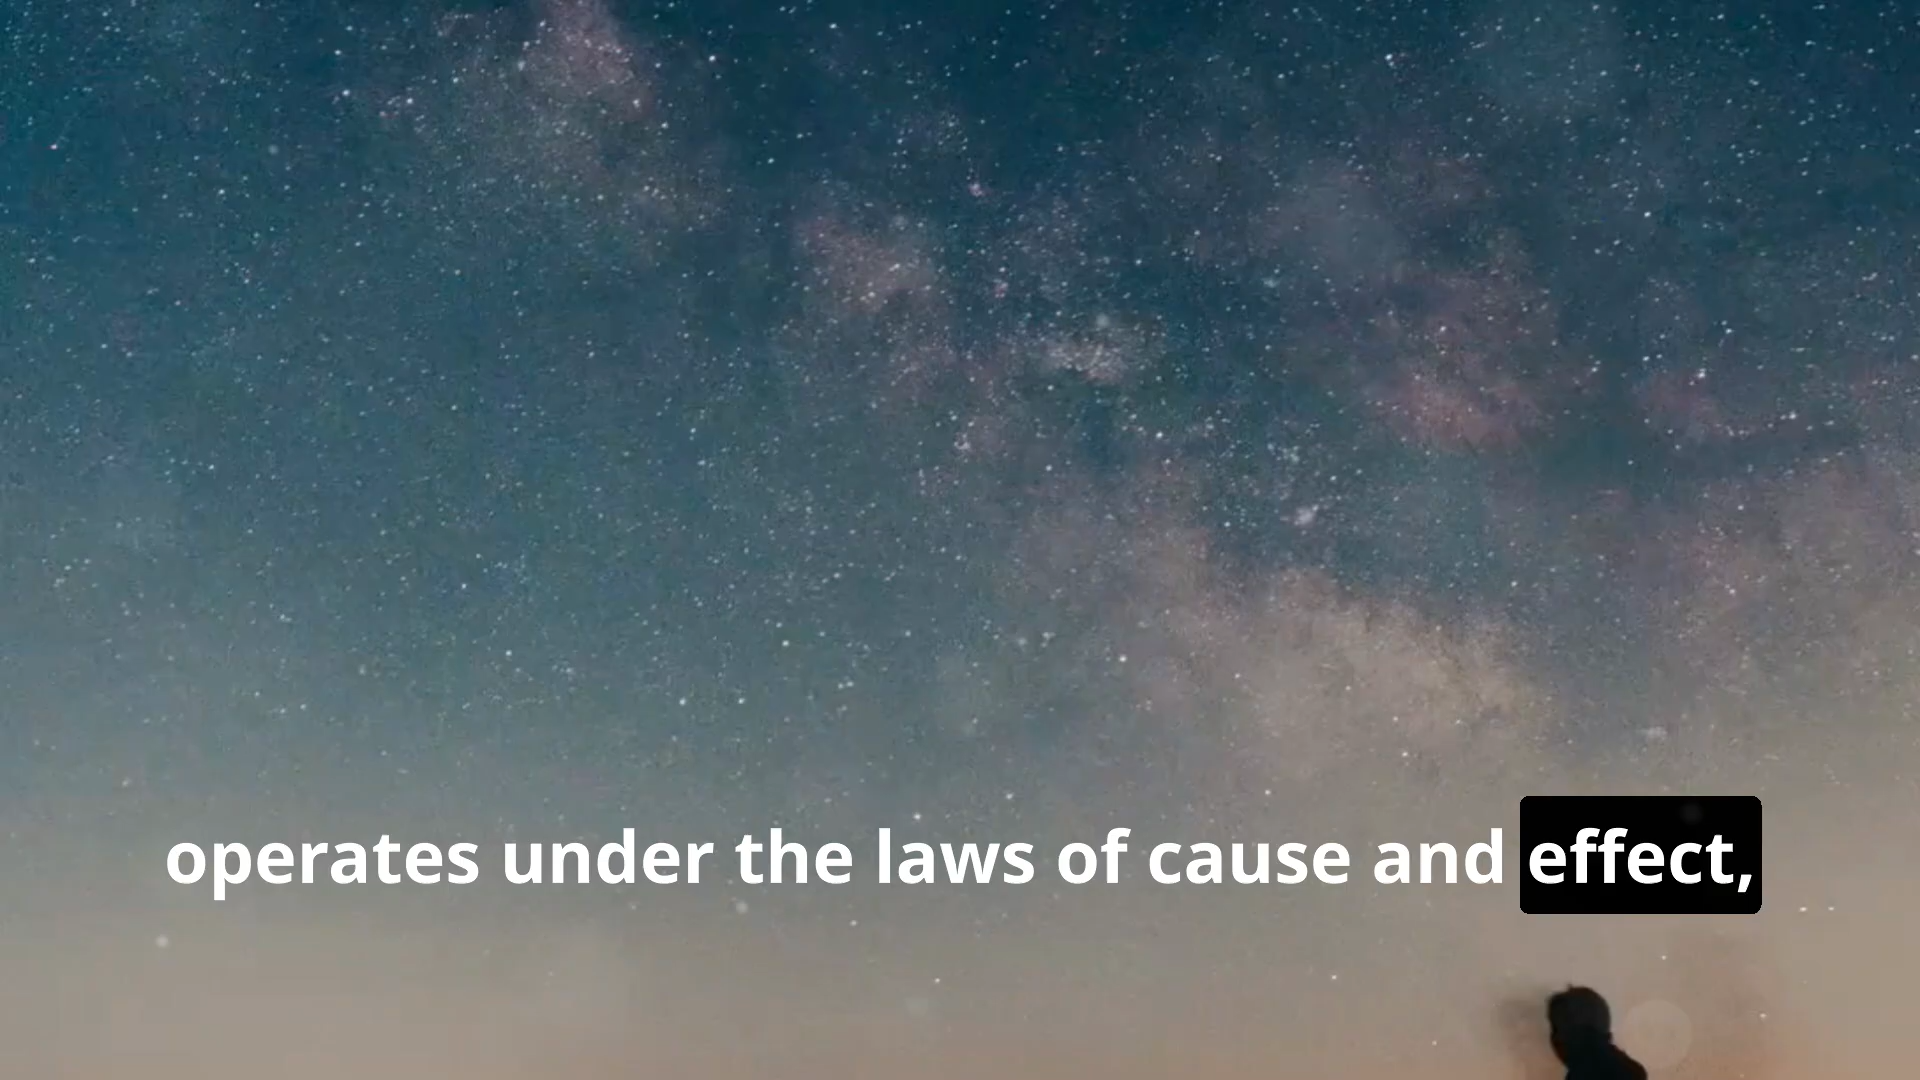 operates under the laws of cause and effect,